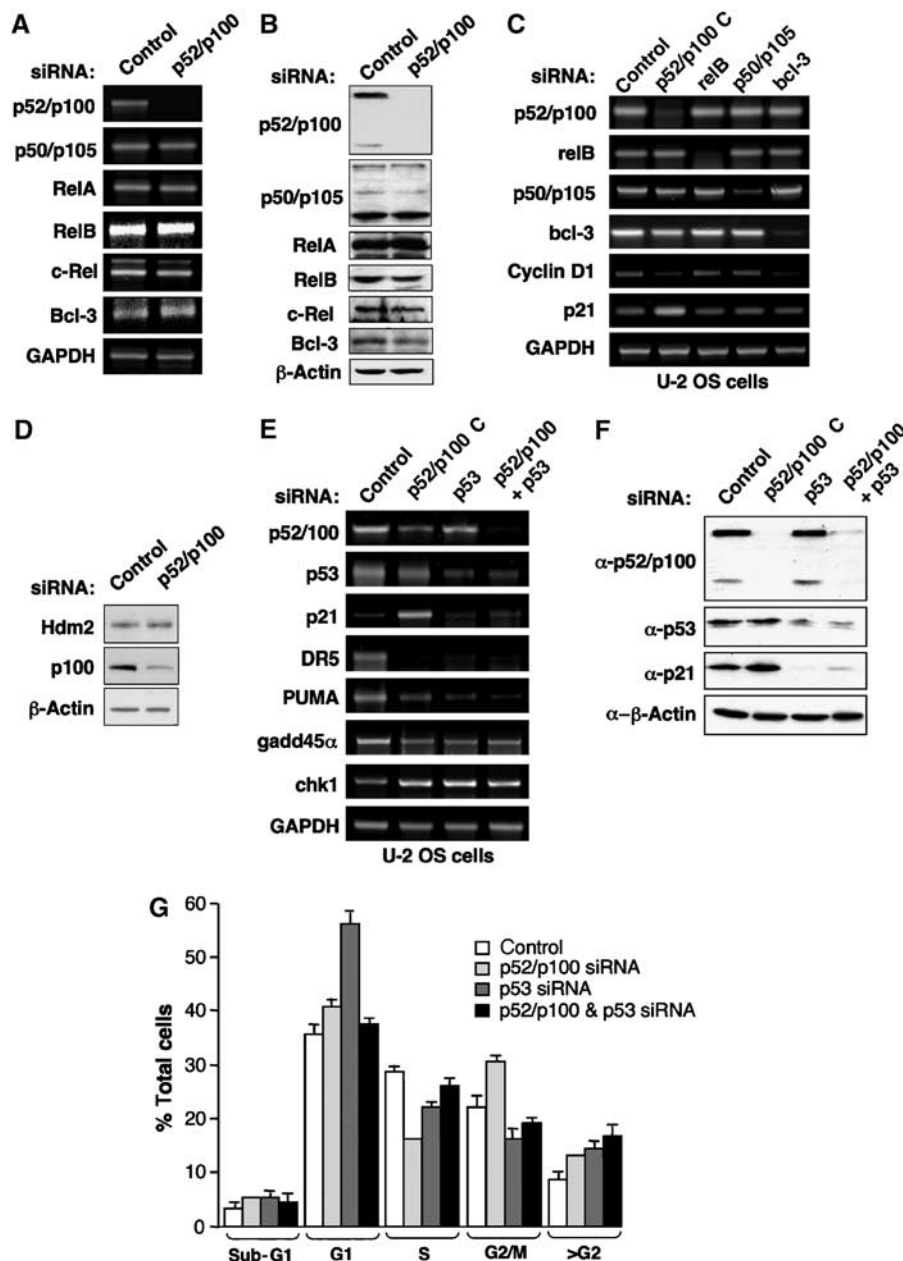 A
siRNA:
Control
p52/p100
p52/p100
p50/p105
RelA
RelB
c-Rel
Bcl-3
GAPDH
B
siRNA:
Control
p52/p100
p52/p100
p50/p105
RelA
RelB
c-Rel
Bcl-3
β-Actin
C
siRNA:
Control
p52/p100 C
relB
p50/p105
bcl-3
p52/p100
relB
p50/p105
bcl-3
Cyclin D1
p21
GAPDH
U-2 OS cells
D
siRNA:
Control
p52/p100
Hdm2
p100
β-Actin
E
siRNA:
Control
p52/p100 C
p53
p52/p100
+ p53
p52/100
p53
p21
DR5
PUMA
gadd45α
chk1
GAPDH
U-2 OS cells
F
siRNA:
Control
p52/p100 C
p53
p52/p100
+ p53
α-p52/p100
α-p53
α-p21
α–β-Actin
G
% Total cells
60
50
40
30
20
10
0
Control
p52/p100 siRNA
p53 siRNA
p52/p100 & p53 siRNA
Sub-G1
G1
S
G2/M
>G2